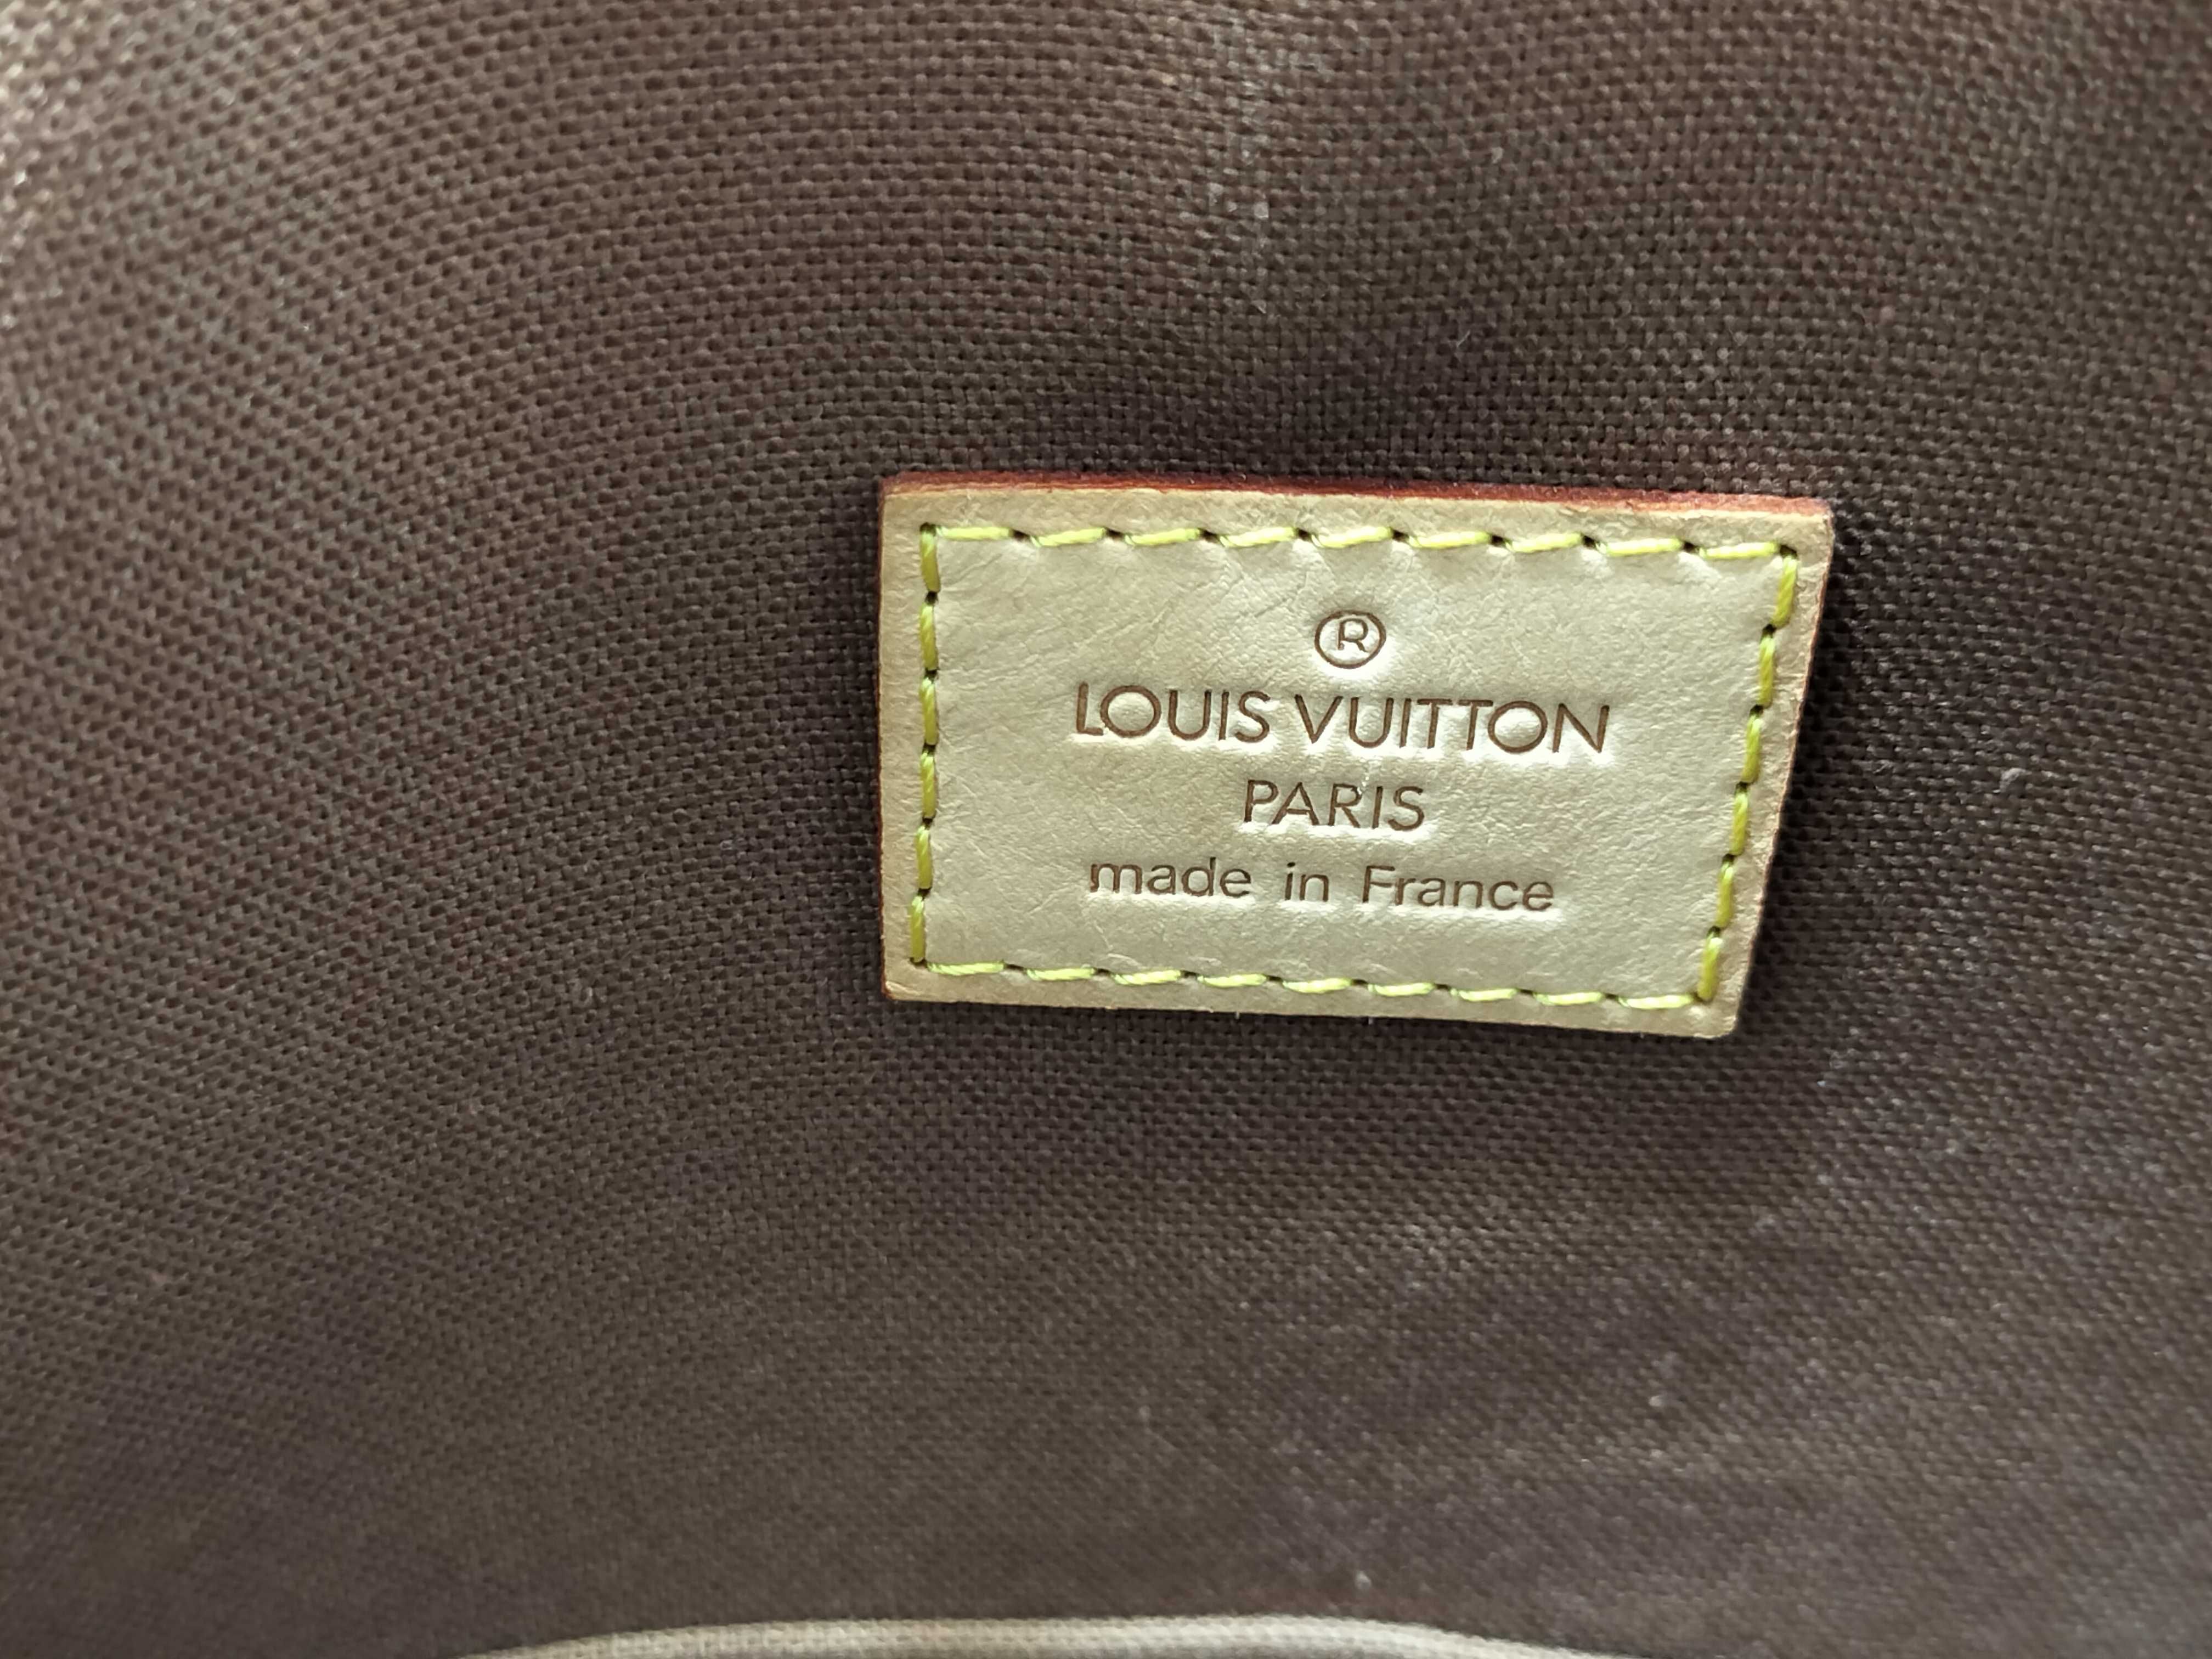 ®
LOUIS VUITTON
PARIS
made in France